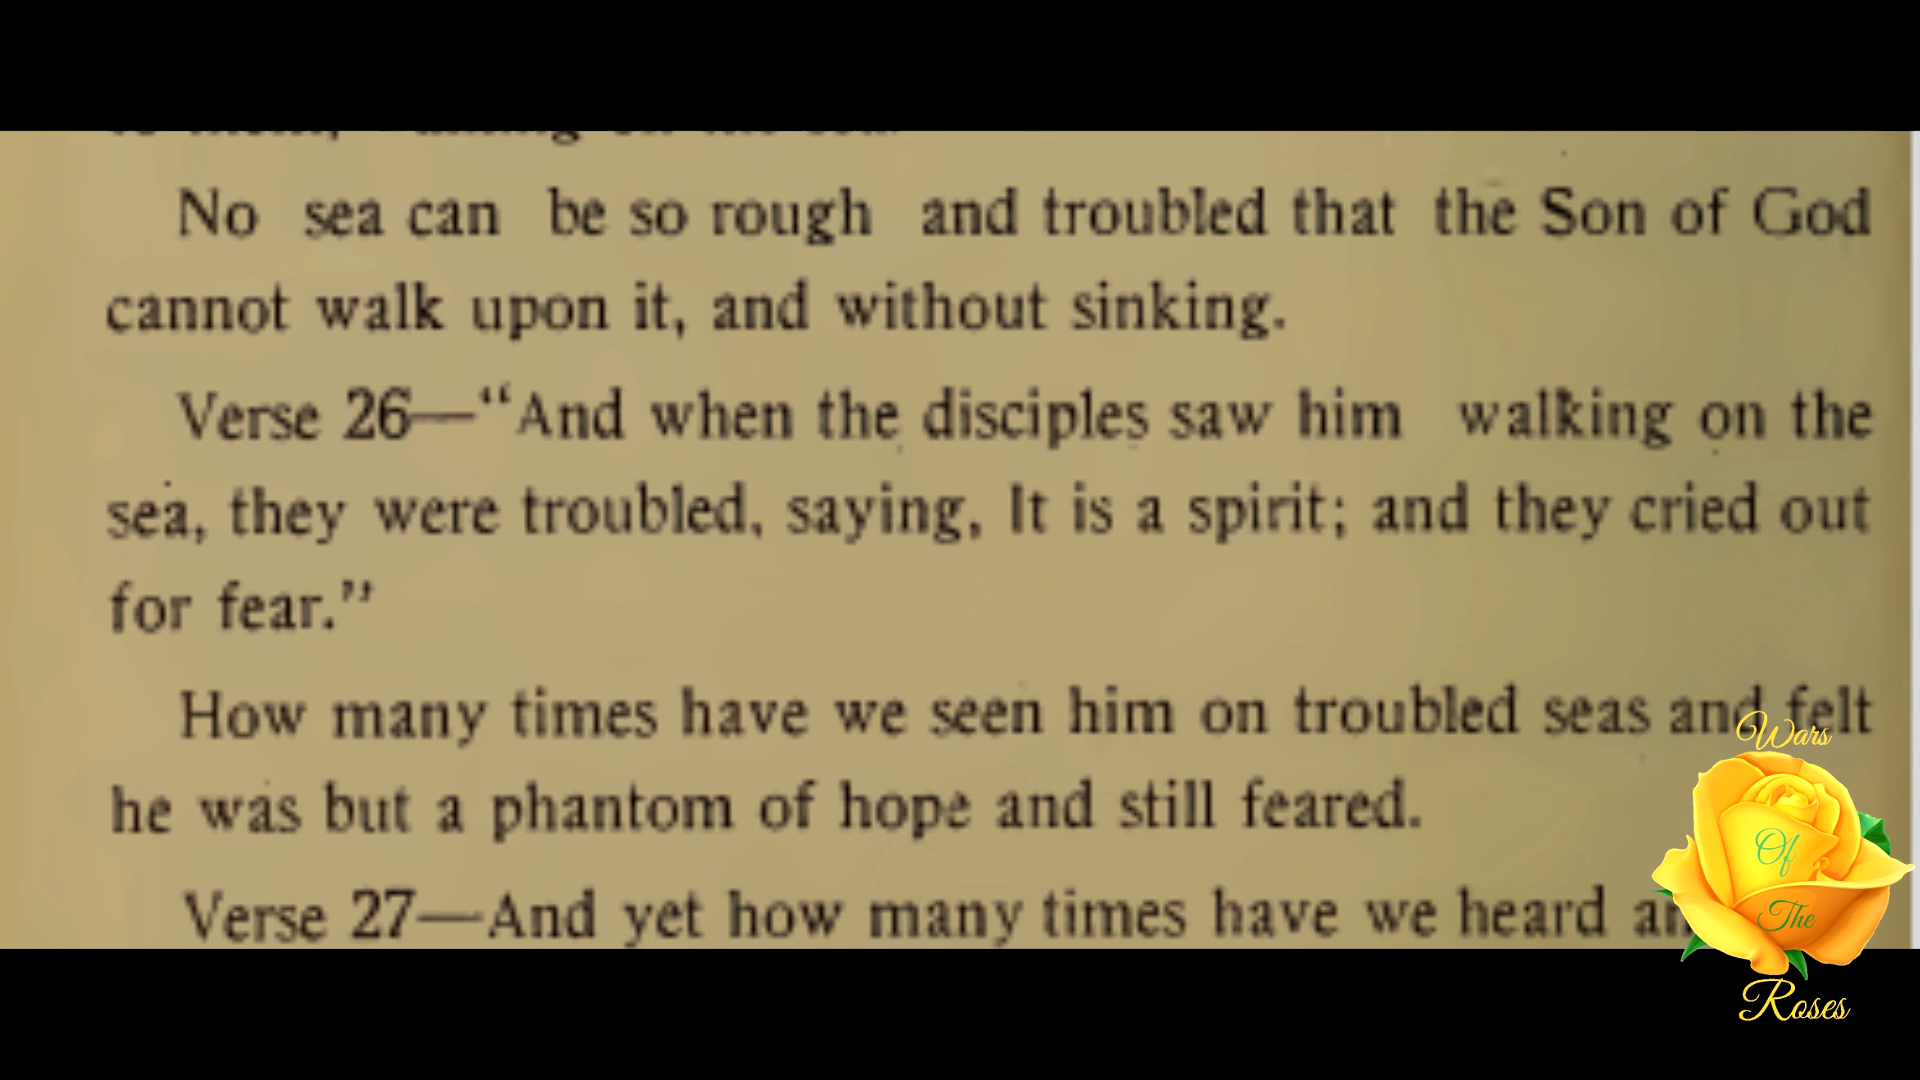 No sea can be so rough and troubled that the Son of God
cannot walk upon it, and without sinking.
Verse 26—“And when the disciples saw him walking on the
sea, they were troubled, saying, It is a spirit; and they cried out
for fear.”
How many times have we seen him on troubled seas and felt
he was but a phantom of hope and still feared.
Verse 27—And yet how many times have we heard
Wars
Of
The
Roses